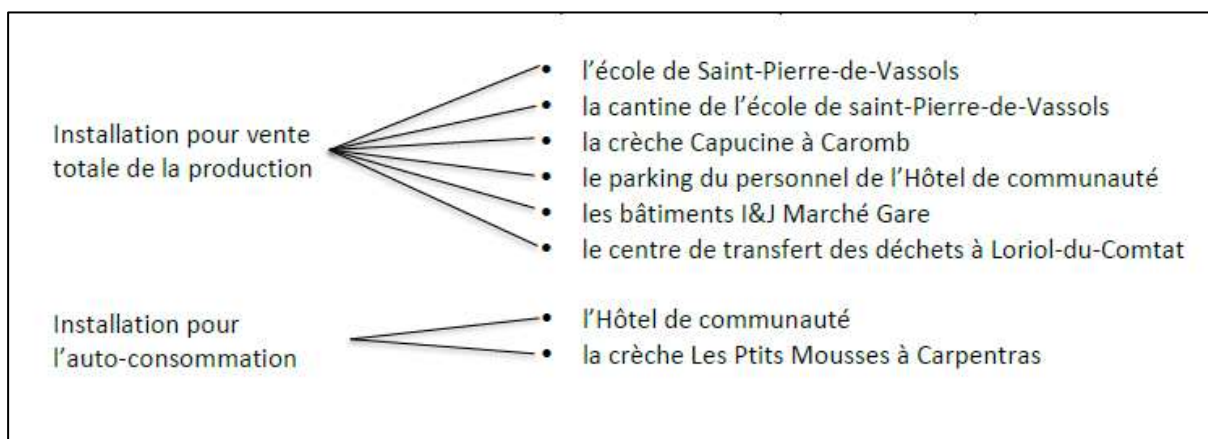 • l'école de Saint-Pierre-de-Vassols
• la cantine de l'école de saint-Pierre-de-Vassols
Installation pour vente
totale de la production
• la crèche Capucine à Caromb
• le parking du personnel de l'Hôtel de communauté
• les bâtiments I&J Marché Gare
• le centre de transfert des déchets à Loriol-du-Comtat
Installation pour
l'auto-consommation
• l'Hôtel de communauté
• la crèche Les Ptits Mousses à Carpentras